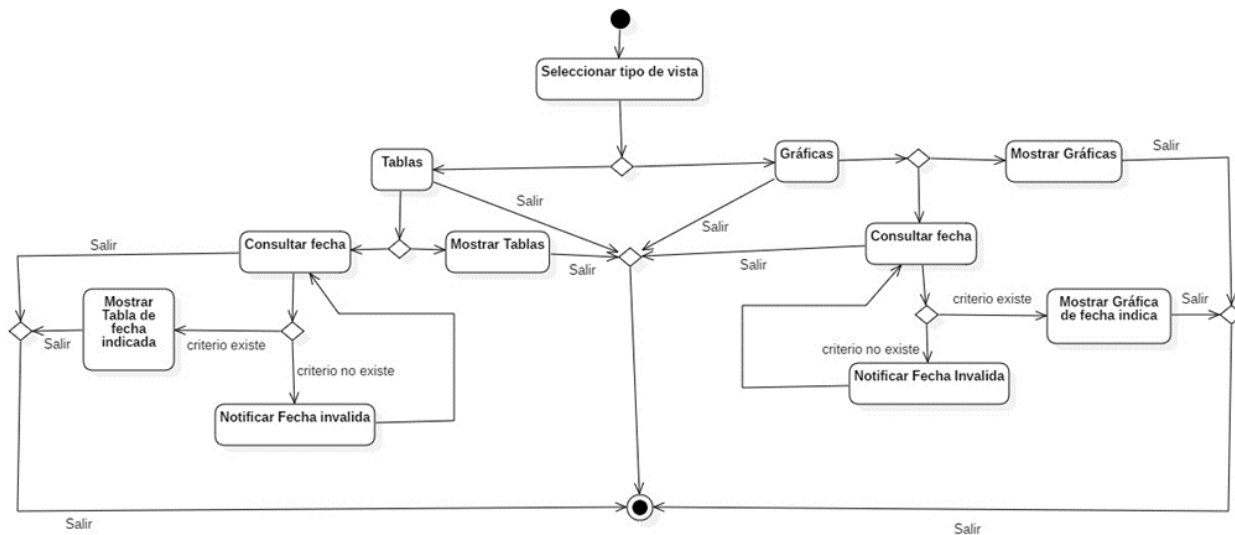 Seleccionar tipo de vista
Tablas
Gráficas
Mostrar Gráficas
Salir
Salir
Salir
Consultar fecha
Mostrar Tablas
Consultar fecha
Salir
Salir
Salir
Mostrar
Tabla de
fecha
indicada
Salir
criterio existe
criterio existe
Mostrar Gráfica
de fecha indica
Salir
criterio no existe
criterio no existe
Notificar Fecha invalida
Notificar Fecha Invalida
Salir
Salir